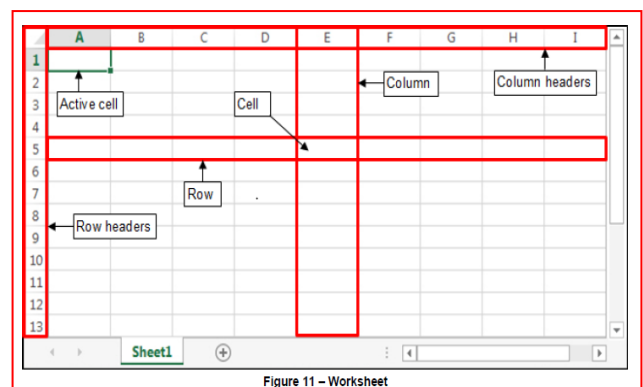 A B C D E F G H I
1
2 Column Column headers
3 Active cell Cell
4
5
6
7 Row .
8
Row headers
9
10
11
12
13
Sheet1
Figure 11 – Worksheet